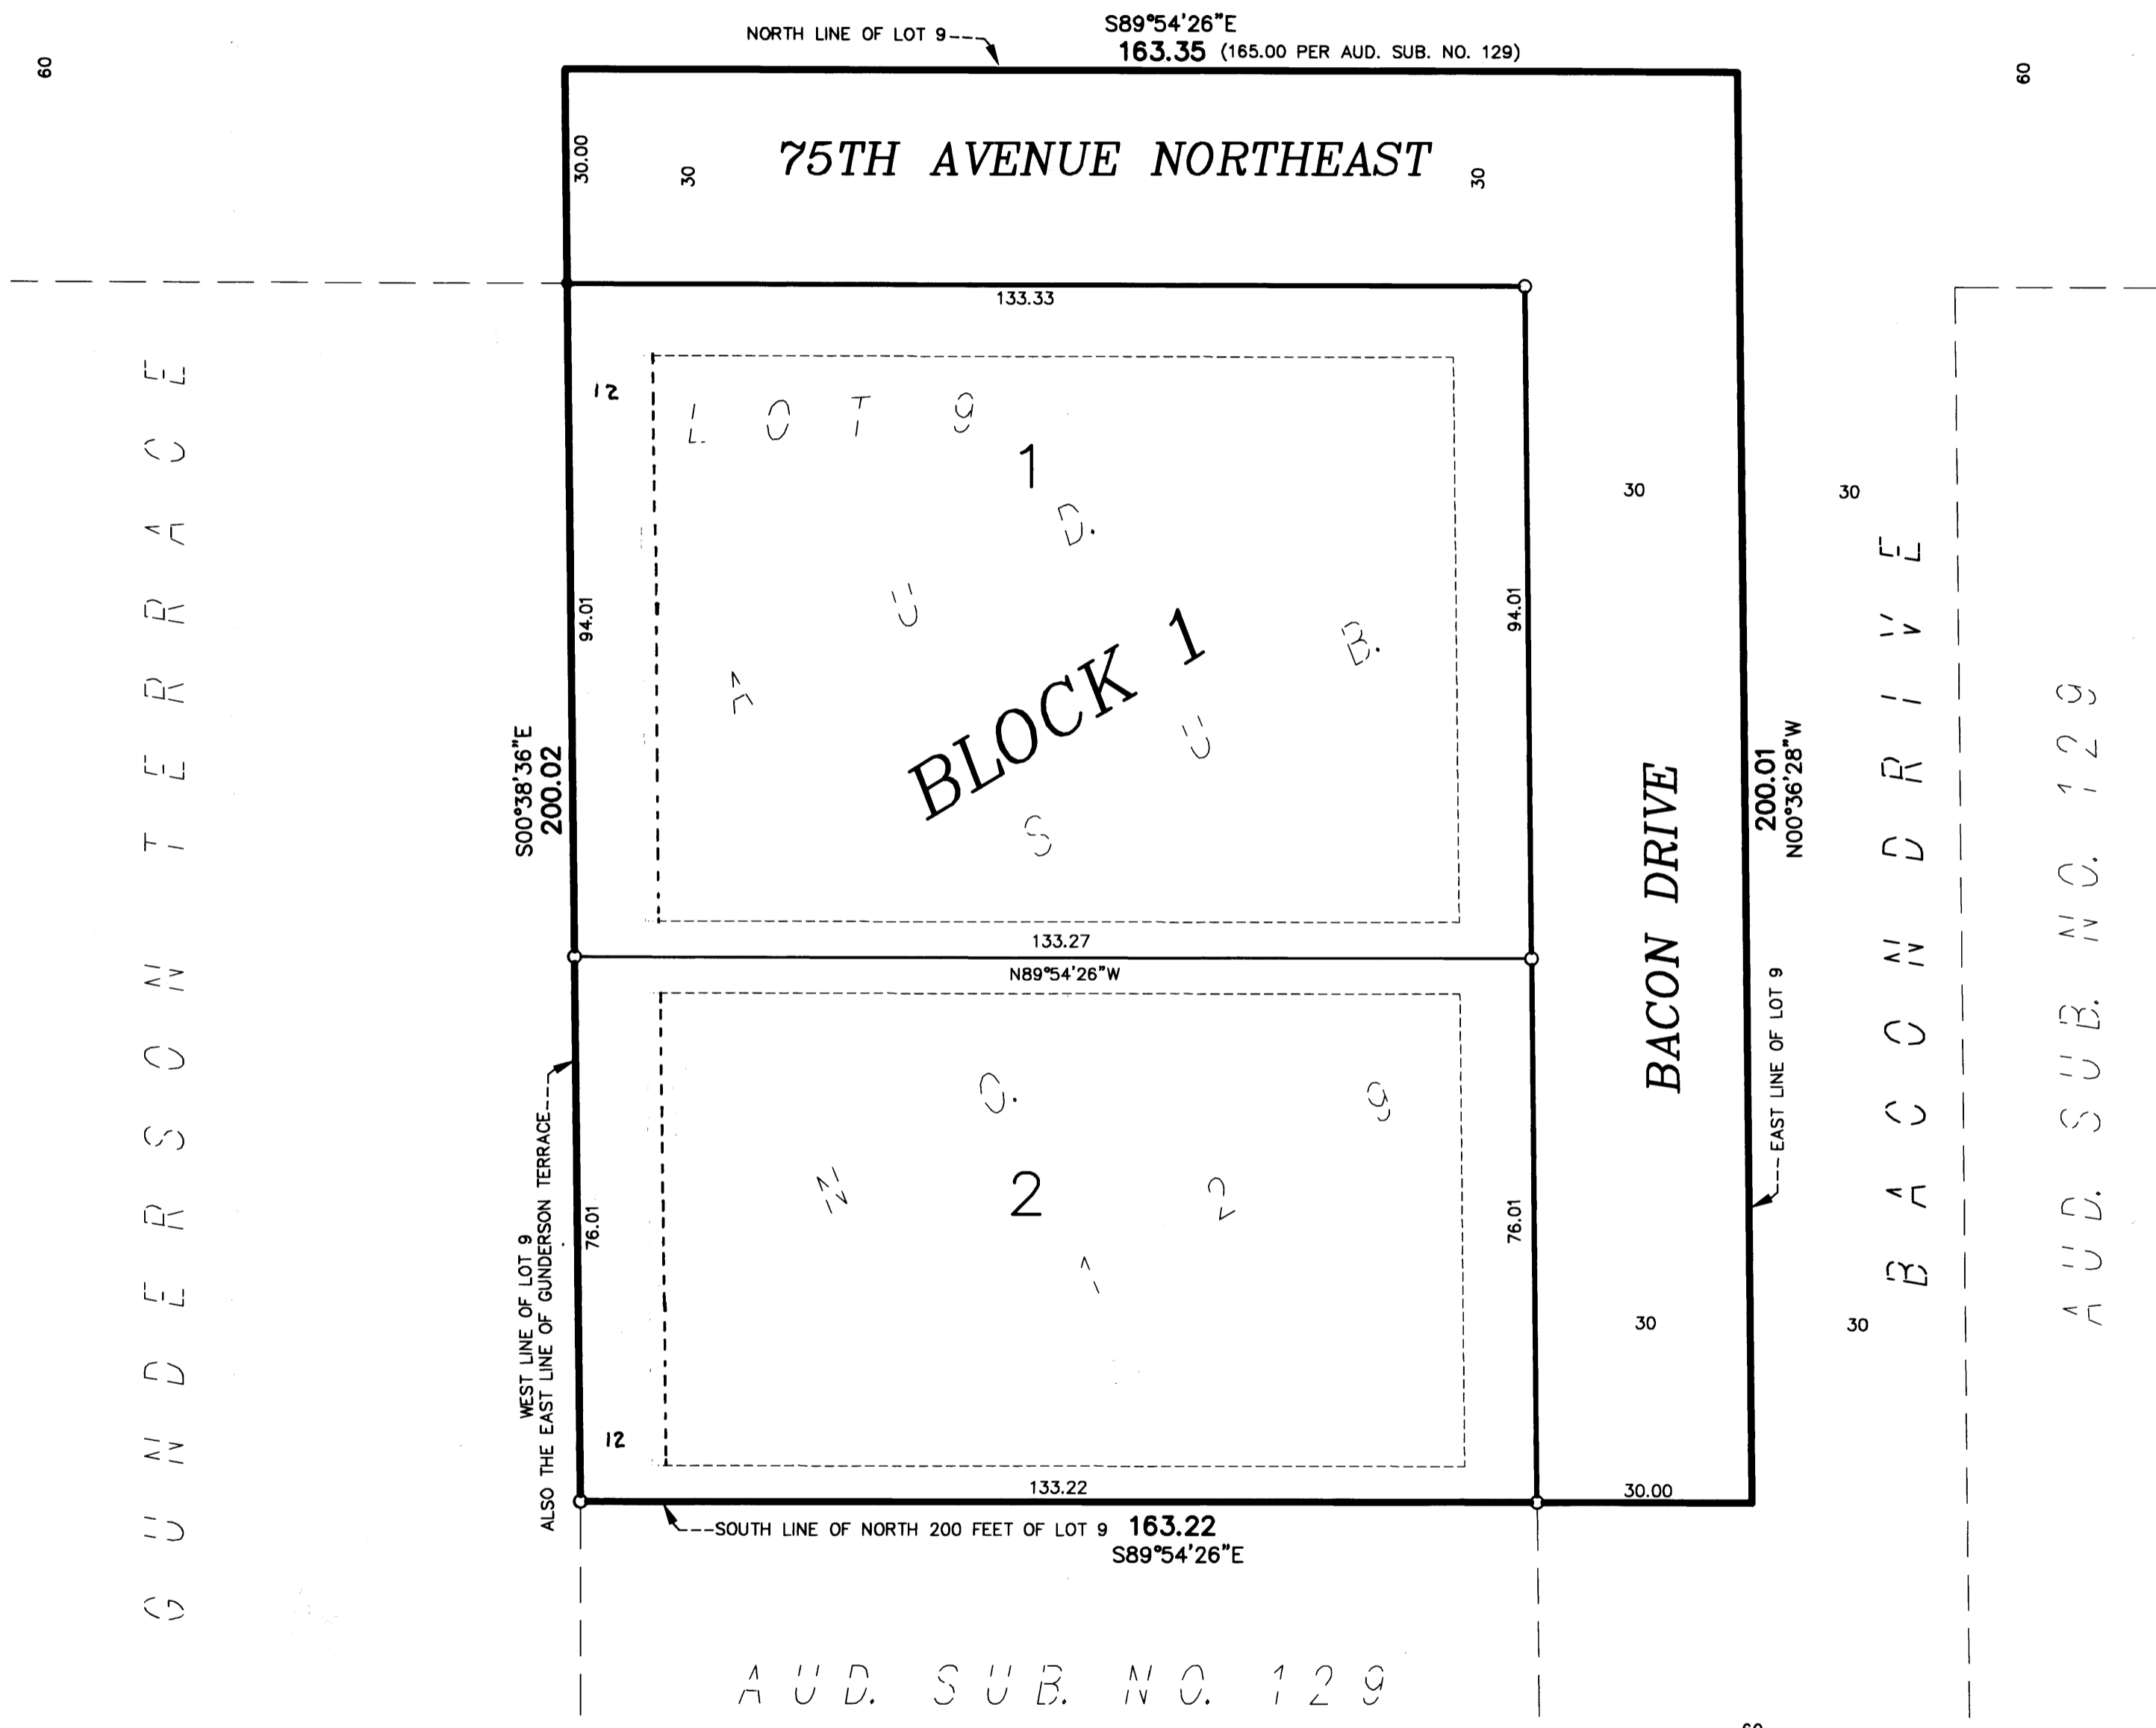 S89°54'26"E
NORTH LINE OF LOT 9
163.35 (165.00 PER AUD. SUB. NO. 129)
60
60
30.00
30
75TH AVENUE NORTHEAST
30
133.33
12
LOT 9
1
30
30
AUD.
SUB.
94.01
94.01
BLOCK 1
S00°38'36"E
200.02
BACON DRIVE
200.01
N00°36'28"W
GUNDERSON TERRACE
BACON DRIVE
AUD. SUB. NO. 129
133.27
N89°54'26"W
EAST LINE OF LOT 9
NO.
129
2
WEST LINE OF LOT 9
ALSO THE EAST LINE OF GUNDERSON TERRACE
76.01
76.01
30
30
12
133.22
30.00
SOUTH LINE OF NORTH 200 FEET OF LOT 9
163.22
S89°54'26"E
AUD. SUB. NO. 129